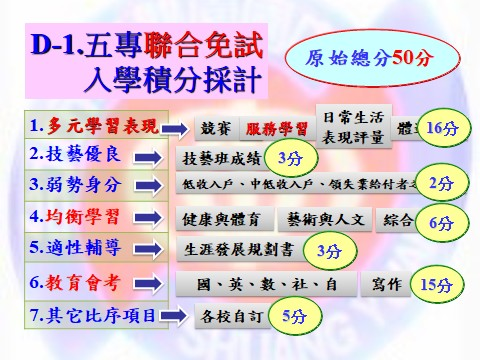 D-1.五專聯合免試
入學積分採計
原始總分50分
1.多元學習表現 競賽 服務學習 日常生活
表現評量 體 16分
2.技藝優良 技藝班成績 3分
3.弱勢身分 低收入戶、中低收入戶、領失業給付者 2分
4.均衡學習 健康與體育 藝術與人文 綜合 6分
5.適性輔導 生涯發展規劃書 3分
6.教育會考 國、英、數、社、自 寫作 15分
7.其它比序項目 各校自訂 5分